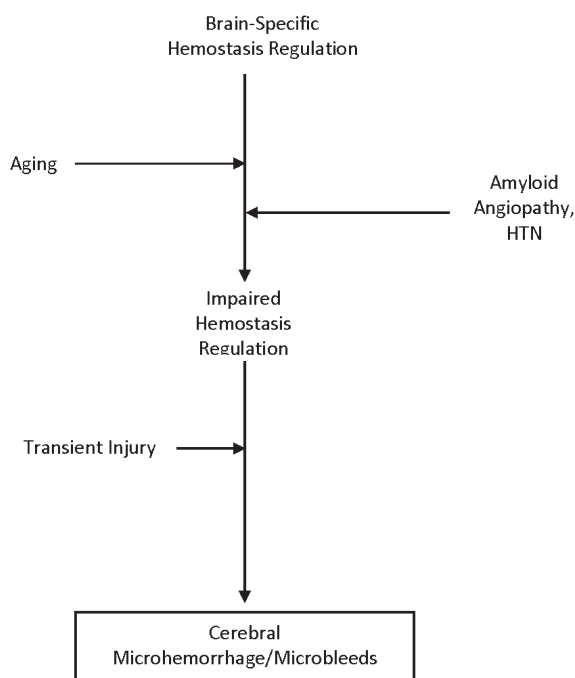 Brain-Specific
Hemostasis Regulation
Aging
Amyloid
Angiopathy,
HTN
Impaired
Hemostasis
Regulation
Transient Injury
Cerebral
Microhemorrhage/Microbleeds